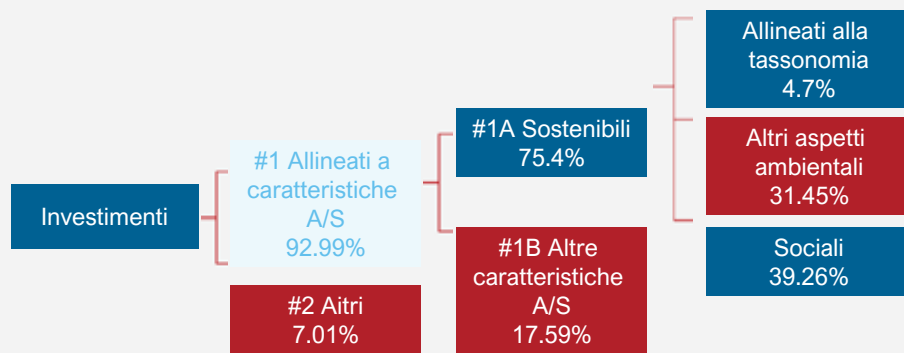 Investimenti
#1 Allineati a
caratteristiche
A/S
92.99%
#2 Aitri
7.01%
#1A Sostenibili
75.4%
#1B Altre
caratteristiche
A/S
17.59%
Allineati alla
tassonomia
4.7%
Altri aspetti
ambientali
31.45%
Sociali
39.26%